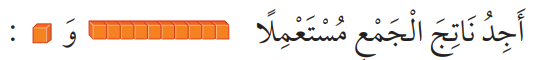 أَجِدُ نَاتِجَ الْجَمْعِ مُسْتَعْمِلًا وَ :